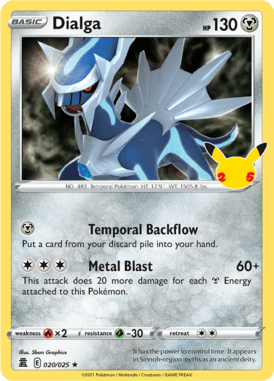 BASIC Dialga HP 130
25
NO. 483 Temporal Pokémon HT: 17'9" WT: 1505.8 lbs.
Temporal Backflow
Put a card from your discard pile into your hand.
Metal Blast 60+
This attack does 20 more damage for each Energy
attached to this Pokémon.
weakness ×2 resistance -30 retreat
Illus. 5ban Graphics
E 020/025 ★
It has the power to control time. It appears
in Sinnoh-region myths as an ancient deity.
©2021 Pokémon / Nintendo / Creatures / GAME FREAK